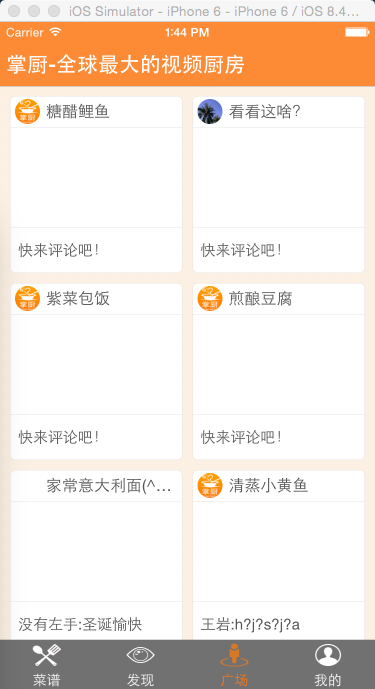 iOS Simulator - iPhone 6 - iPhone 6 / iOS 8.4...
Carrier 1:44 PM
掌厨-全球最大的视频厨房
掌厨 糖醋鲤鱼
看看这啥?
快来评论吧!
快来评论吧!
掌厨 紫菜包饭
掌厨 煎酿豆腐
快来评论吧!
快来评论吧!
家常意大利面(^...
掌厨 清蒸小黄鱼
没有左手:圣诞愉快
王岩:h?j?s?j?a
菜谱 发现 广场 我的